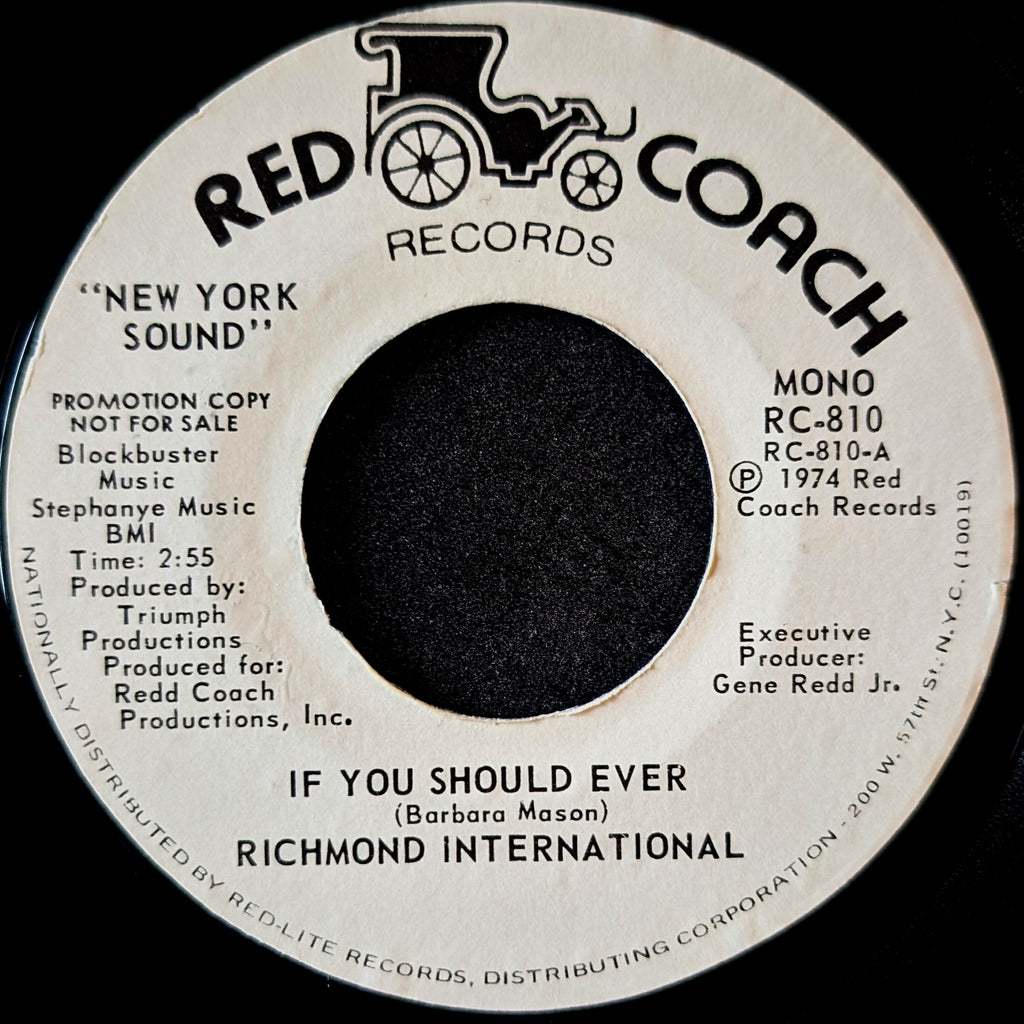 RED COACH
RECORDS
"NEW YORK
SOUND"
PROMOTION COPY
NOT FOR SALE
Blockbuster
Music
Stephanye Music
BMI
Time: 2:55
Produced by:
Triumph
Productions
Produced for:
Redd Coach
Productions, Inc.
MONO
RC-810
RC-810-A
Ⓟ 1974 Red
Coach Records
Executive
Producer:
Gene Redd Jr.
IF YOU SHOULD EVER
(Barbara Mason)
RICHMOND INTERNATIONAL
NATIONALLY DISTRIBUTED BY RED-LITE RECORDS, DISTRIBUTING CORPORATION - 200 W. 57th St. N.Y.C. (10019)